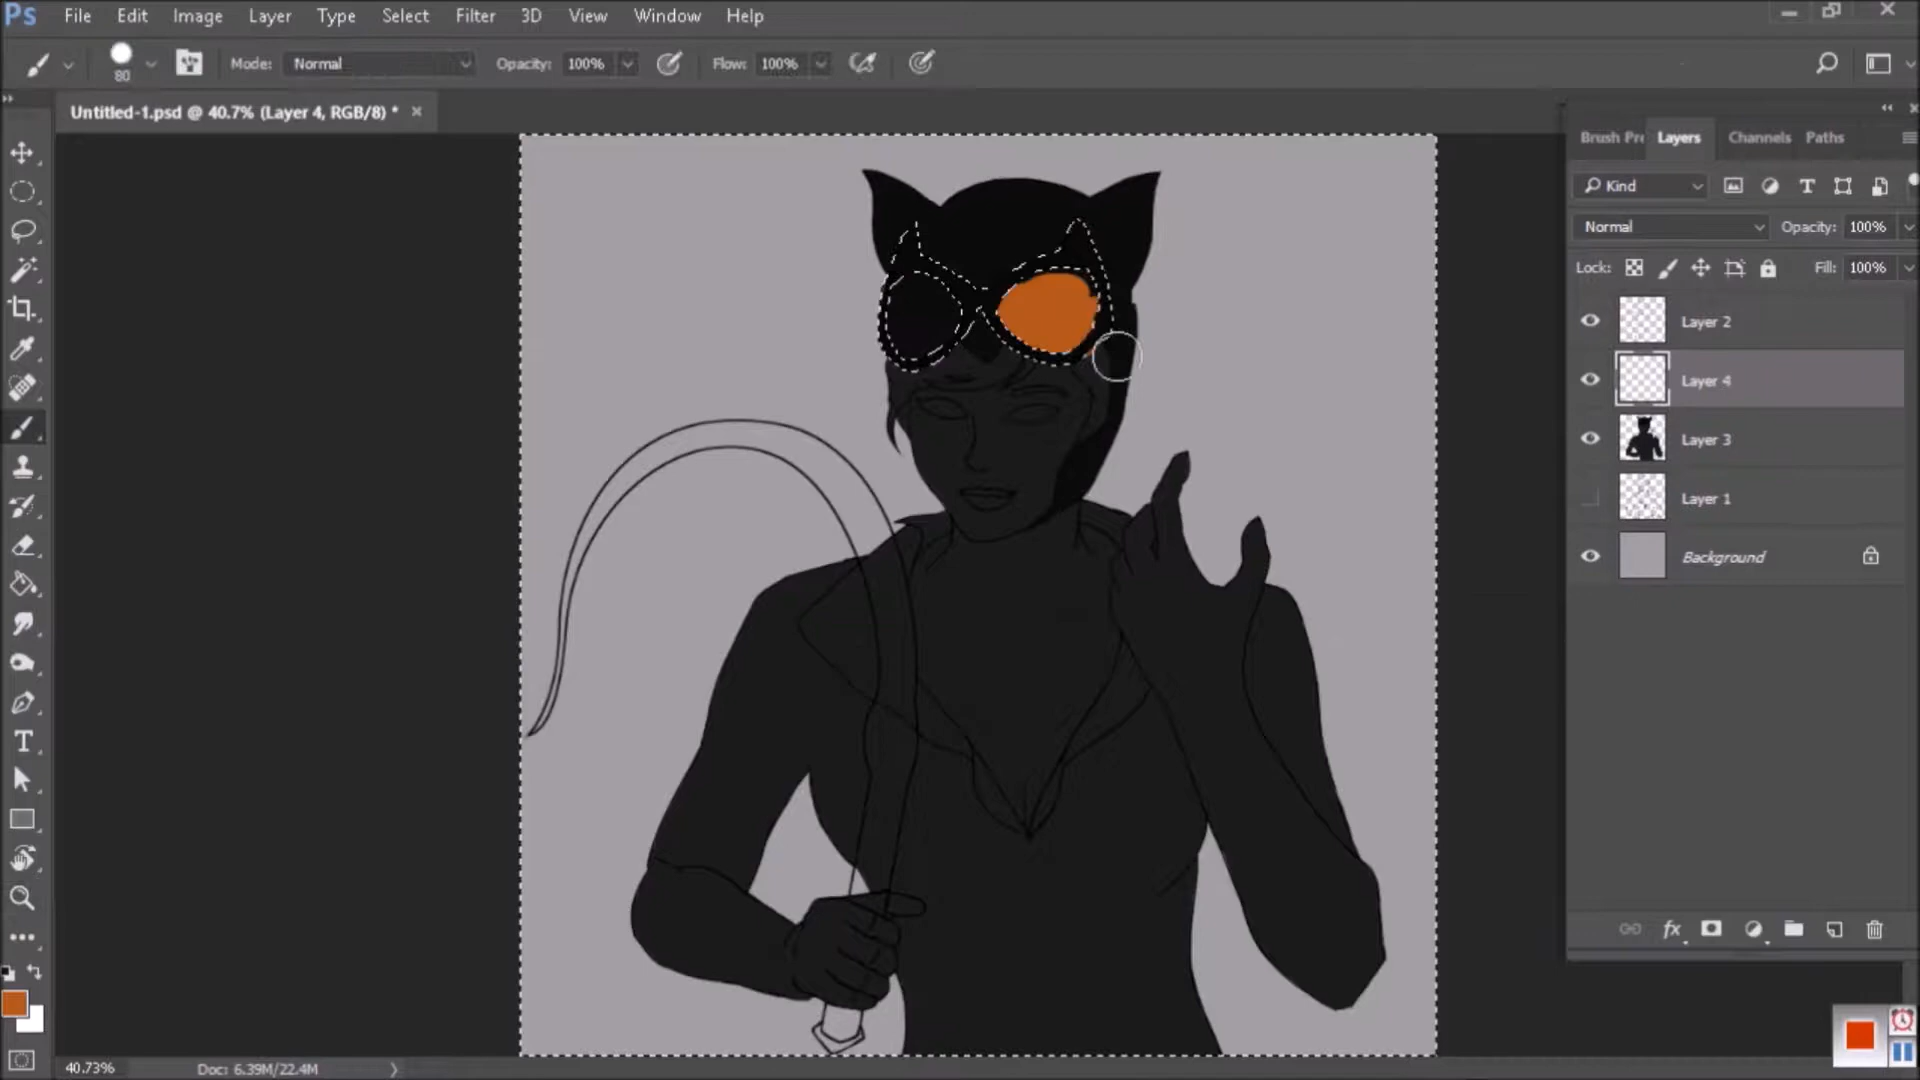 Ps File Edit Image Layer Type Select Filter 3D View Window Help
80 Mode: Normal Opacity: 100% Flow: 100%
Untitled-1.psd @ 40.7% (Layer 4, RGB/8) *
Brush Pre Layers Channels Paths
Kind
Normal Opacity: 100%
Lock: Fill: 100%
Layer 2
Layer 4
Layer 3
Layer 1
Background
40.73% Doc: 6.39M/22.4M